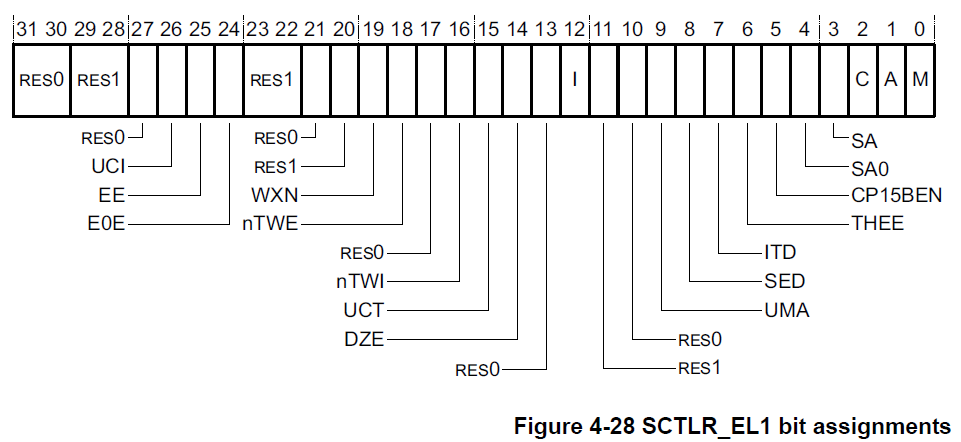 31 30 29 28 27 26 25 24 23 22 21 20 19 18 17 16 15 14 13 12 11 10 9 8 7 6 5 4 3 2 1 0
RES0 RES1 RES1 I C A M
RES0 RES0 SA
UCI RES1 SA0
EE WXN CP15BEN
E0E nTWE THEE
RES0 ITD
nTWI SED
UCT UMA
DZE RES0
RES0 RES1
Figure 4-28 SCTLR_EL1 bit assignments